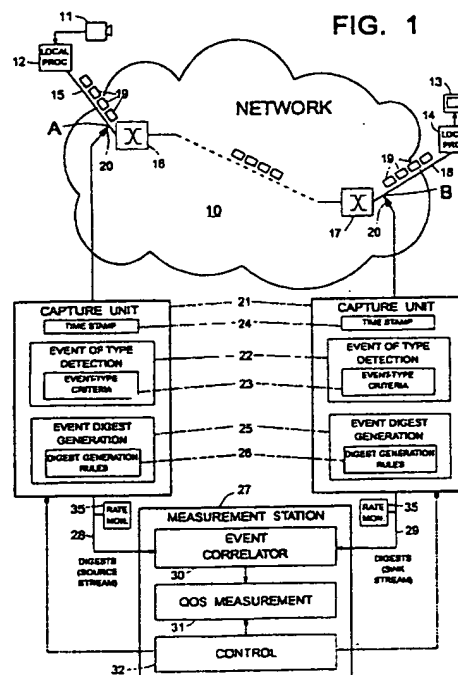 FIG. 1
11
12
LOCAL PROC
15
19
A
20
16
NETWORK
10
13
14
LOCAL PROC
19
18
B
17
20
CAPTURE UNIT
TIME STAMP
EVENT OF TYPE
DETECTION
EVENT-TYPE
CRITERIA
EVENT DIGEST
GENERATION
DIGEST GENERATION
RULES
21
24
22
23
25
26
CAPTURE UNIT
TIME STAMP
EVENT OF TYPE
DETECTION
EVENT-TYPE
CRITERIA
EVENT DIGEST
GENERATION
DIGEST GENERATION
RULES
27
35
RATE
MON.
28
DIGESTS
(SOURCE
STREAM)
MEASUREMENT STATION
EVENT
CORRELATOR
30
QOS MEASUREMENT
31
CONTROL
32
RATE
MON.
35
29
DIGESTS
(SINK
STREAM)